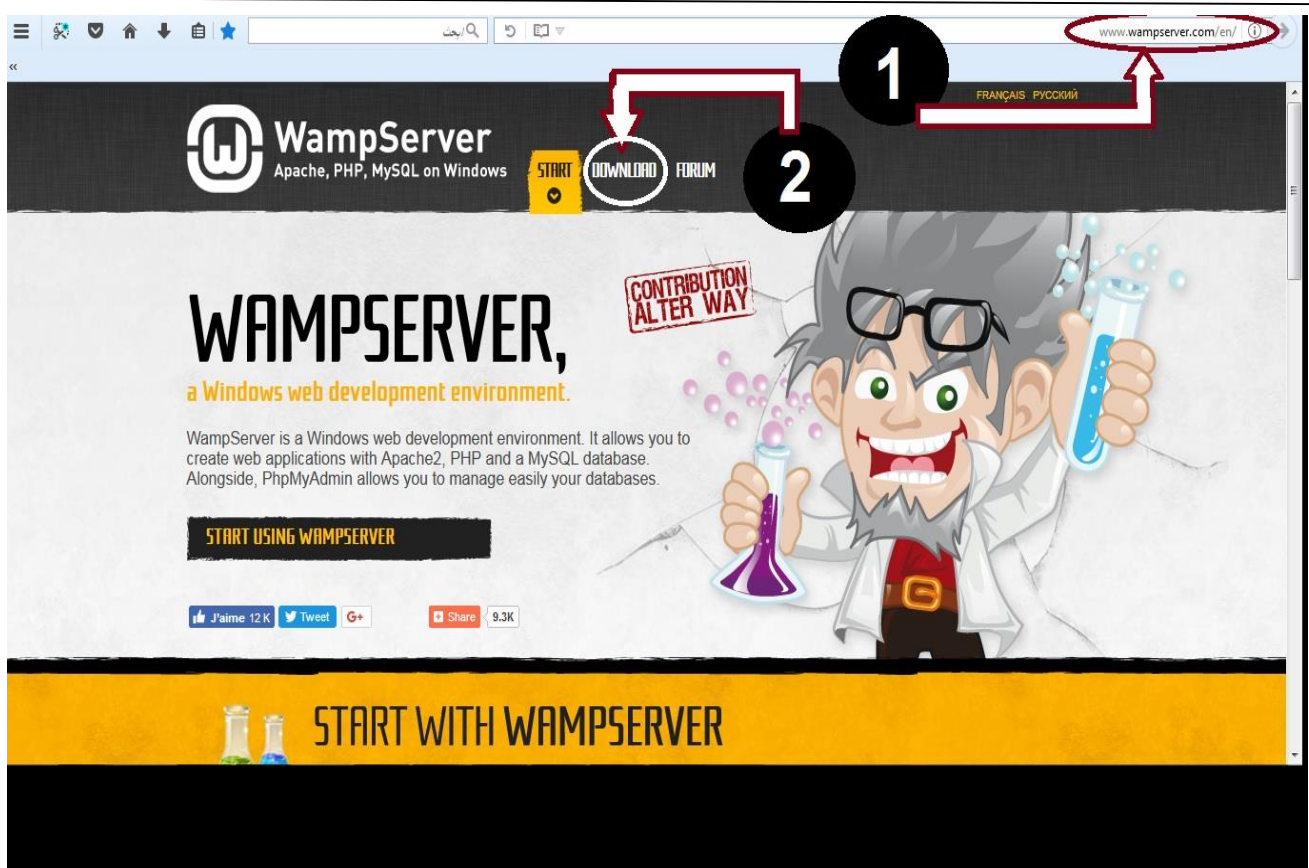 بحث
www.wampserver.com/en/
«
1
FRANÇAIS РУССКИЙ
WampServer
Apache, PHP, MySQL on Windows
START DOWNLOAD FORUM
2
CONTRIBUTION
ALTER WAY
WAMPSERVER,
a Windows web development environment.
WampServer is a Windows web development environment. It allows you to
create web applications with Apache2, PHP and a MySQL database.
Alongside, PhpMyAdmin allows you to manage easily your databases.
START USING WAMPSERVER
J'aime 12 K Tweet G+ Share 9.3K
START WITH WAMPSERVER